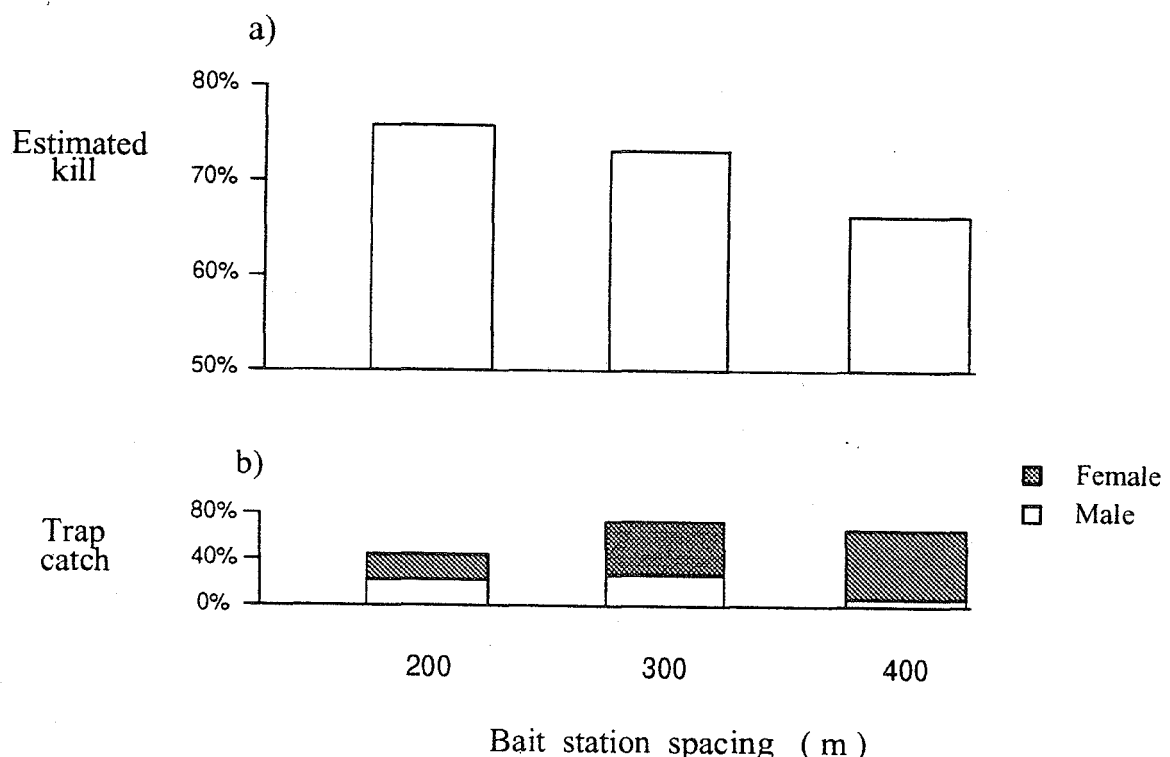 a)
80%
Estimated
kill
70%
60%
50%
b)
Female
80%
Male
Trap
catch
40%
0%
200 300 400
Bait station spacing ( m )